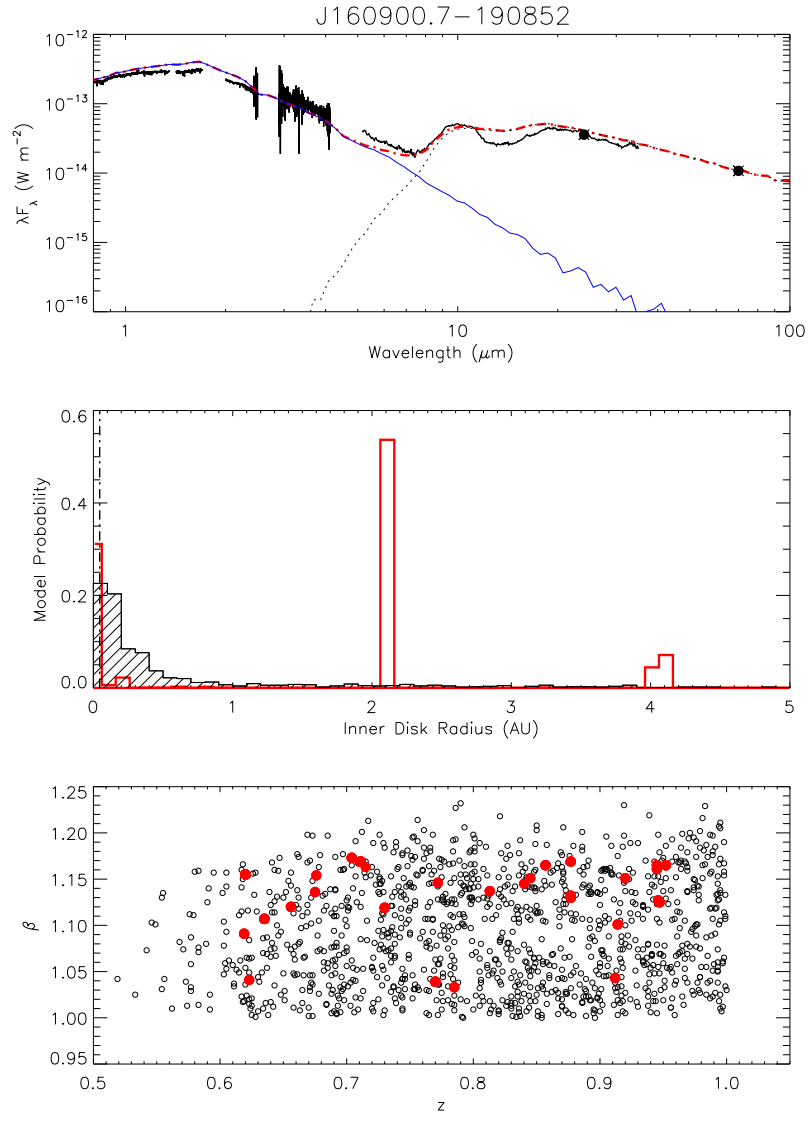 J160900.7−190852
10⁻¹²
10⁻¹³
10⁻¹⁴
10⁻¹⁵
10⁻¹⁶
λF_λ (W m⁻²)
1 10 100
Wavelength (μm)
0.6
0.4
0.2
0.0
Model Probability
0 1 2 3 4 5
Inner Disk Radius (AU)
1.25
1.20
1.15
1.10
1.05
1.00
0.95
β
0.5 0.6 0.7 0.8 0.9 1.0
z